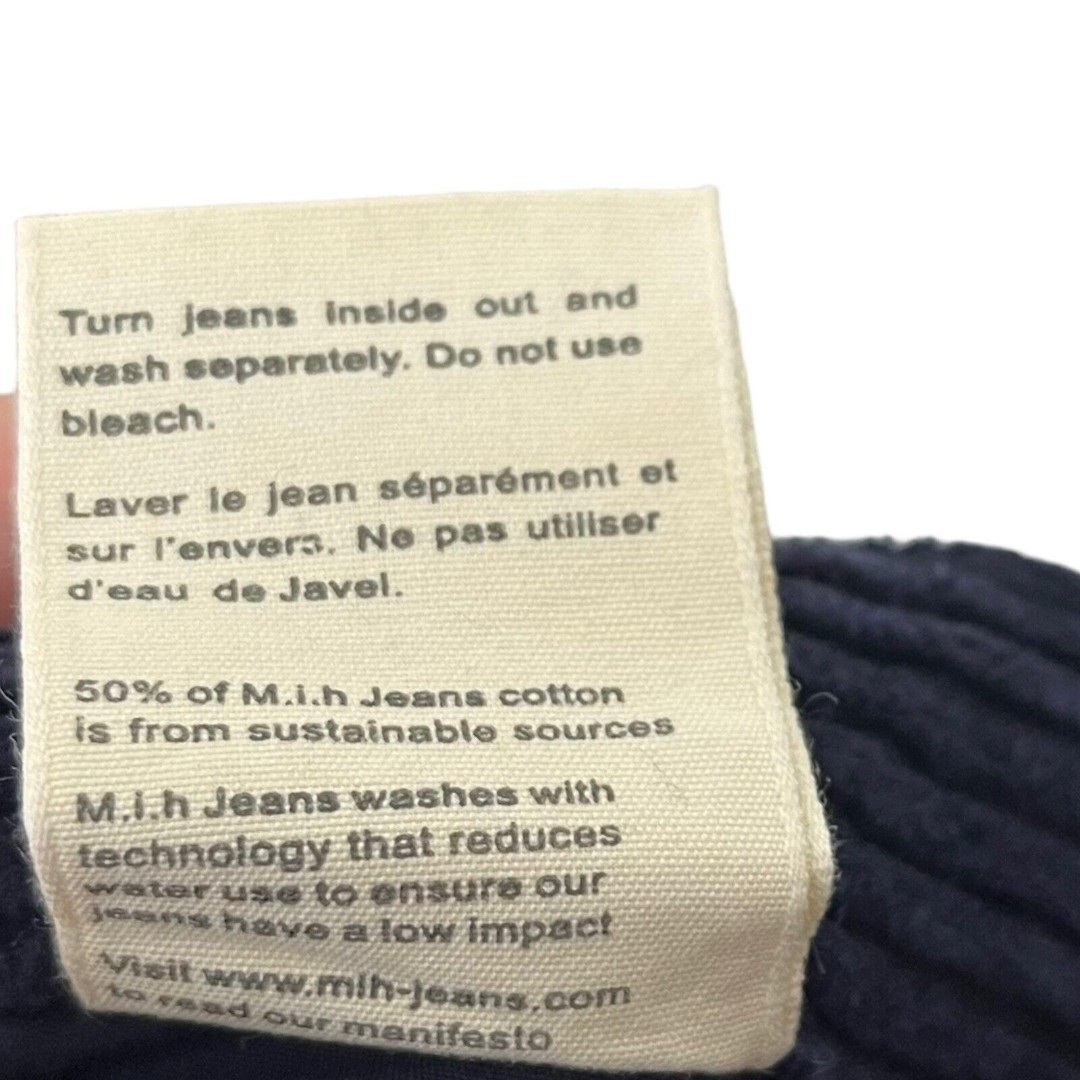 Turn jeans inside out and
wash separately. Do not use
bleach.
Laver le jean séparément et
sur l'envers. Ne pas utiliser
d'eau de Javel.
50% of M.i.h Jeans cotton
is from sustainable sources
M.i.h Jeans washes with
technology that reduces
water use to ensure our
jeans have a low impact
Visit www.mih-jeans.com
to read our manifesto